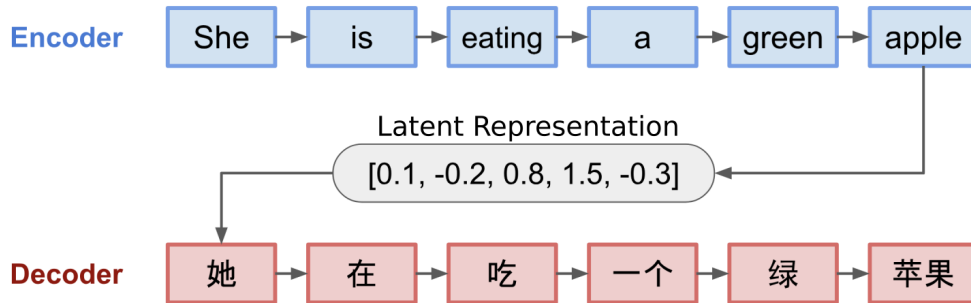 Encoder She is eating a green apple
Latent Representation
[0.1, -0.2, 0.8, 1.5, -0.3]
Decoder 她 在 吃 一个 绿 苹果